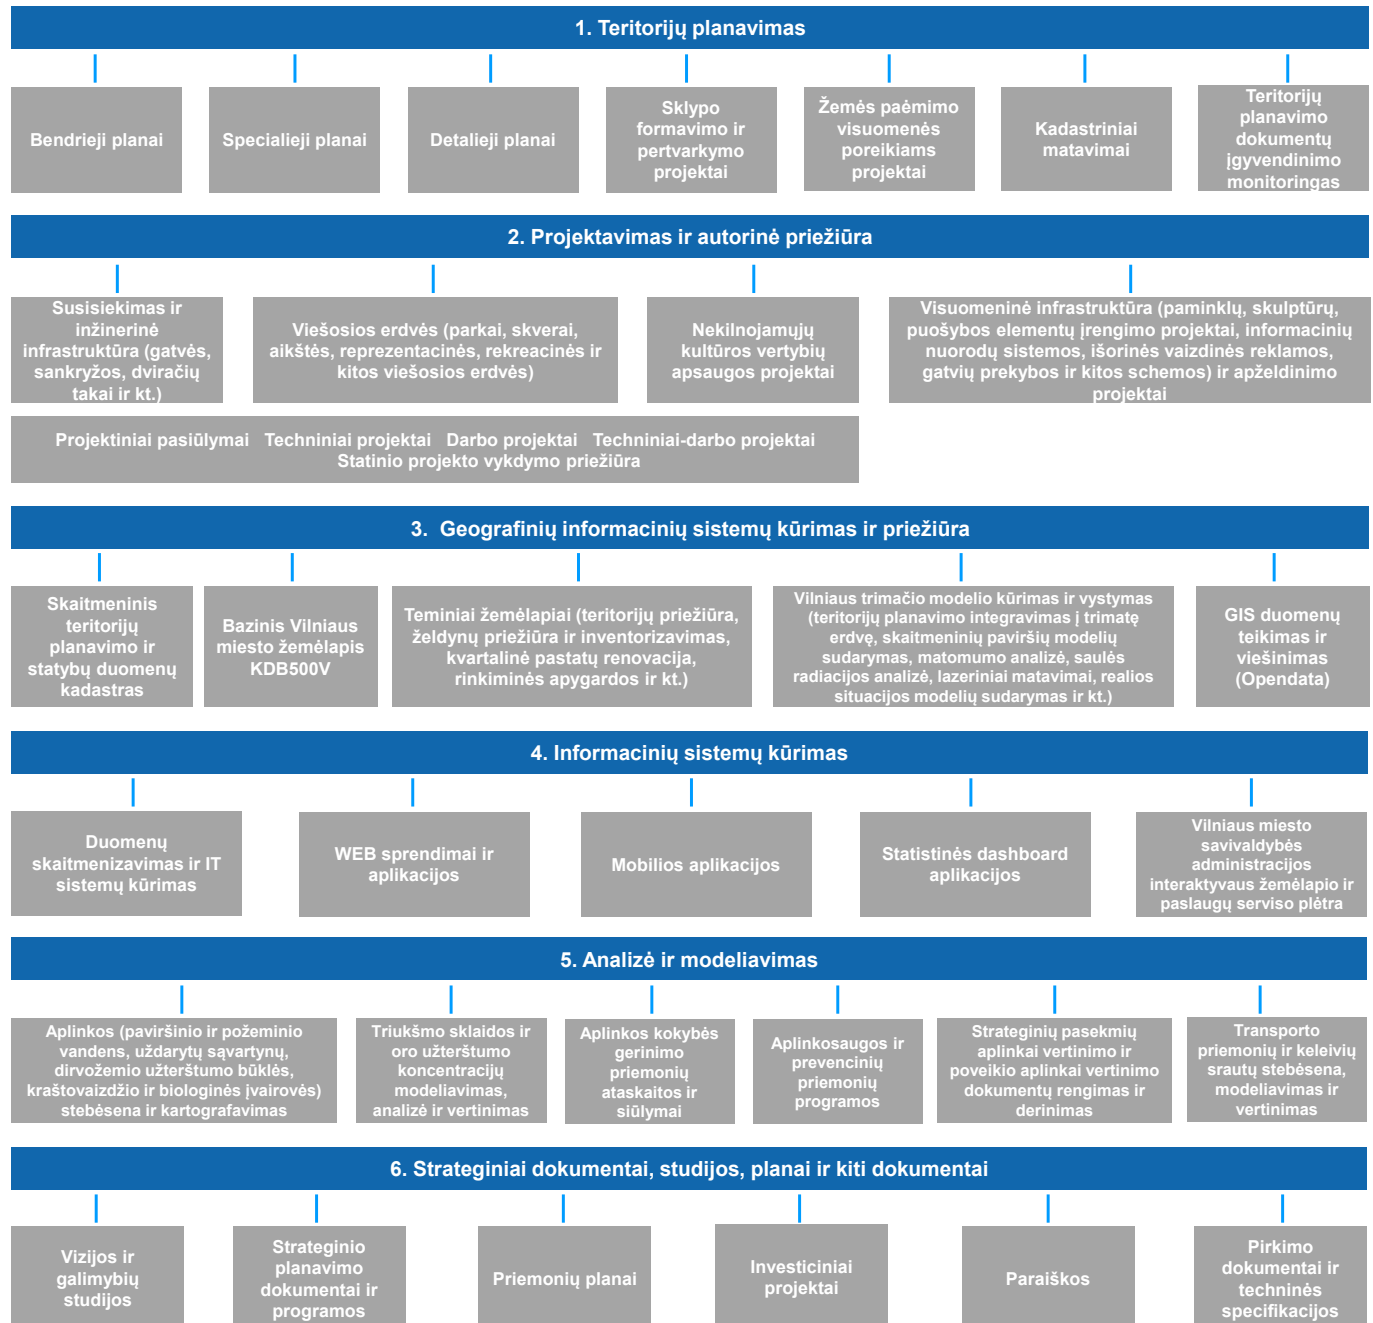 1. Teritorijų planavimas
Bendrieji planai
Specialieji planai
Detalieji planai
Sklypo
formavimo ir
pertvarkymo
projektai
Žemės paėmimo
visuomenės
poreikiams
projektai
Kadastriniai
matavimai
Teritorijų
planavimo
dokumentų
įgyvendinimo
monitoringas
2. Projektavimas ir autorinė priežiūra
Susisiekimas ir
inžinerinė
infrastruktūra (gatvės,
sankryžos, dviračių
takai ir kt.)
Viešosios erdvės (parkai, skverai,
aikštės, reprezentacinės, rekreacinės ir
kitos viešosios erdvės)
Nekilnojamųjų
kultūros vertybių
apsaugos projektai
Visuomeninė infrastruktūra (paminklų, skulptūrų,
puošybos elementų įrengimo projektai, informacinių
nuorodų sistemos, išorinės vaizdinės reklamos,
gatvių prekybos ir kitos schemos) ir apželdinimo
projektai
Projektiniai pasiūlymai Techniniai projektai Darbo projektai Techniniai-darbo projektai
Statinio projekto vykdymo priežiūra
3. Geografinių informacinių sistemų kūrimas ir priežiūra
Skaitmeninis
teritorijų
planavimo ir
statybų duomenų
kadastras
Bazinis Vilniaus
miesto žemėlapis
KDB500V
Teminiai žemėlapiai (teritorijų priežiūra,
želdynų priežiūra ir inventorizavimas,
kvartalinė pastatų renovacija,
rinkiminės apygardos ir kt.)
Vilniaus trimačio modelio kūrimas ir vystymas
(teritorijų planavimo integravimas į trimatę
erdvę, skaitmeninių paviršių modelių
sudarymas, matomumo analizė, saulės
radiacijos analizė, lazeriniai matavimai, realios
situacijos modelių sudarymas ir kt.)
GIS duomenų
teikimas ir
viešinimas
(Opendata)
4. Informacinių sistemų kūrimas
Duomenų
skaitmenizavimas ir IT
sistemų kūrimas
WEB sprendimai ir
aplikacijos
Mobilios aplikacijos
Statistinės dashboard
aplikacijos
Vilniaus miesto
savivaldybės
administracijos
interaktyvaus žemėlapio ir
paslaugų serviso plėtra
5. Analizė ir modeliavimas
Aplinkos (paviršinio ir požeminio
vandens, uždarytų sąvartynų,
dirvožemio užterštumo būklės,
kraštovaizdžio ir biologinės įvairovės)
stebėsena ir kartografavimas
Triukšmo sklaidos ir
oro užterštumo
koncentracijų
modeliavimas,
analizė ir vertinimas
Aplinkos kokybės
gerinimo
priemonių
ataskaitos ir
siūlymai
Aplinkosaugos ir
prevencinių
priemonių
programos
Strateginių pasekmių
aplinkai vertinimo ir
poveikio aplinkai vertinimo
dokumentų rengimas ir
derinimas
Transporto
priemonių ir keleivių
srautų stebėsena,
modeliavimas ir
vertinimas
6. Strateginiai dokumentai, studijos, planai ir kiti dokumentai
Vizijos ir
galimybių
studijos
Strateginio
planavimo
dokumentai ir
programos
Priemonių planai
Investiciniai
projektai
Paraiškos
Pirkimo
dokumentai ir
techninės
specifikacijos